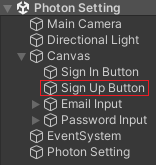 Photon Setting
Main Camera
Directional Light
Canvas
Sign In Button
Sign Up Button
Email Input
Password Input
EventSystem
Photon Setting